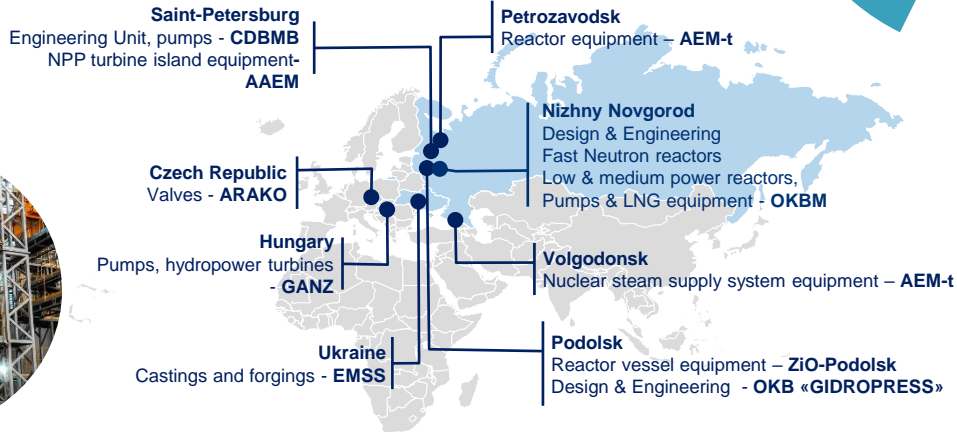 Saint-Petersburg
Engineering Unit, pumps - CDBMB
NPP turbine island equipment-
AAEM
Petrozavodsk
Reactor equipment – AEM-t
Nizhny Novgorod
Design & Engineering
Fast Neutron reactors
Low & medium power reactors,
Pumps & LNG equipment - OKBM
Czech Republic
Valves - ARAKO
Hungary
Pumps, hydropower turbines
- GANZ
Volgodonsk
Nuclear steam supply system equipment – AEM-t
Ukraine
Castings and forgings - EMSS
Podolsk
Reactor vessel equipment – ZiO-Podolsk
Design & Engineering - OKB «GIDROPRESS»